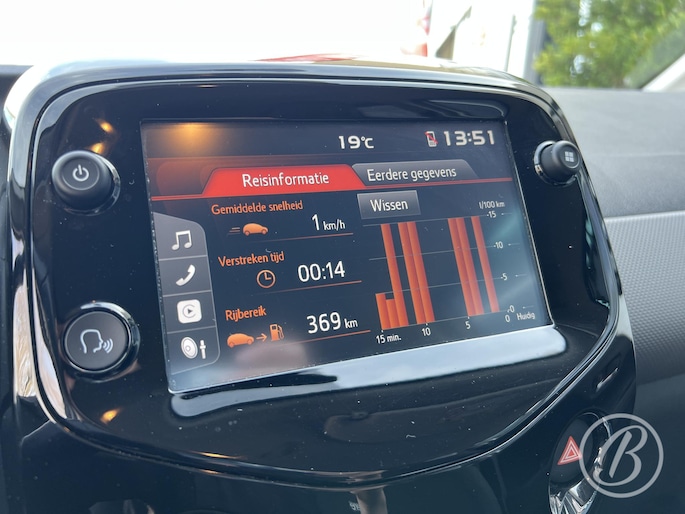 19°C 13:51
Reisinformatie Eerdere gegevens
Gemiddelde snelheid
1 km/h
Wissen
l/100 km
15
10
5
0
Verstreken tijd
00:14
Rijbereik
369 km
15 min. 10 5 0 Huidig
B